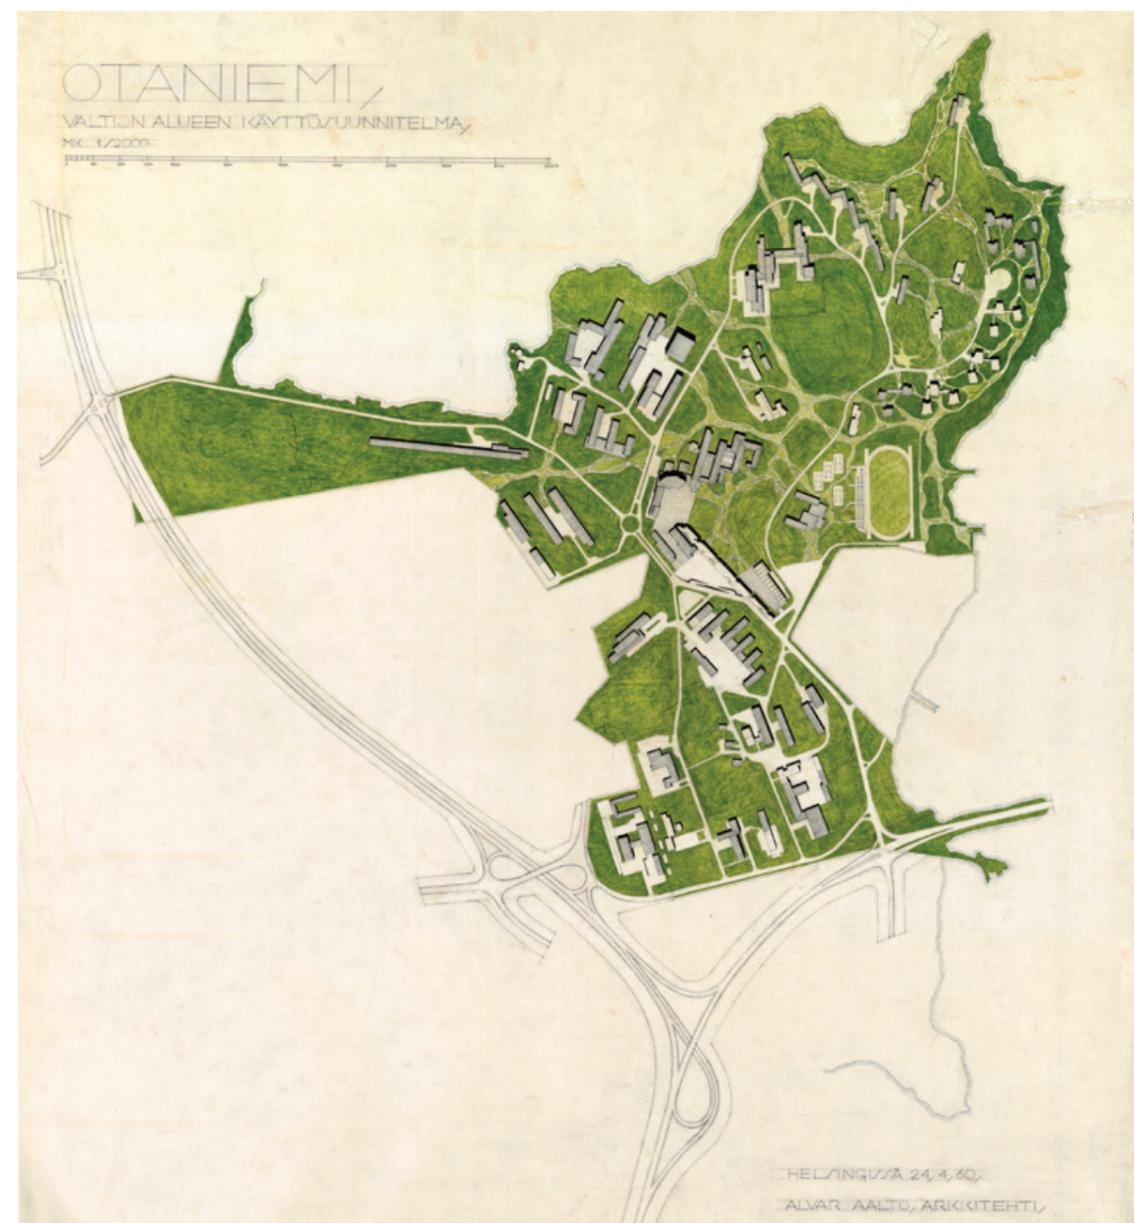 OTANIEMI,
VALTION ALUEEN KÄYTTÖSUUNNITELMA,
MK 1/2000
HELSINGISSÄ 24,4,60,
ALVAR AALTO, ARKKITEHTI,